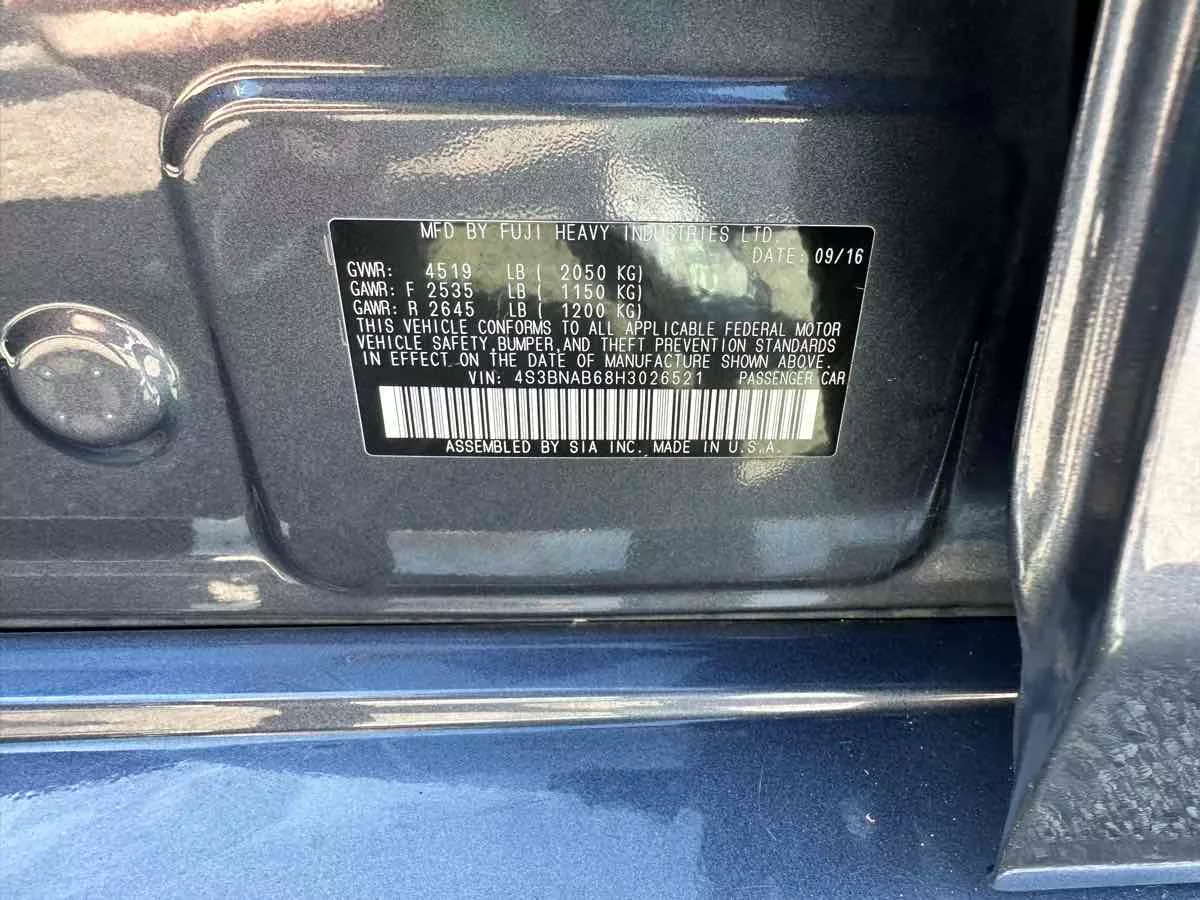 MFD BY FUJI HEAVY INDUSTRIES LTD.
DATE: 09/16
GVWR: 4519 LB ( 2050 KG)
GAWR: F 2535 LB ( 1150 KG)
GAWR: R 2645 LB ( 1200 KG)
THIS VEHICLE CONFORMS TO ALL APPLICABLE FEDERAL MOTOR
VEHICLE SAFETY, BUMPER, AND THEFT PREVENTION STANDARDS
IN EFFECT ON THE DATE OF MANUFACTURE SHOWN ABOVE.
VIN: 4S3BNAB68H3026521 PASSENGER CAR
ASSEMBLED BY SIA INC. MADE IN U.S.A.